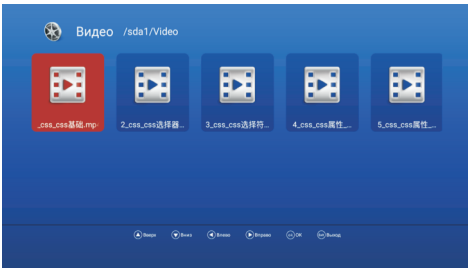 Видео /sda1/Video
_css_css基础.mp-
2_css_css选择器...
3_css_css选择符...
4_css_css属性_...
5_css_css属性_...
Вверх Вниз Влево Вправо OK Выход